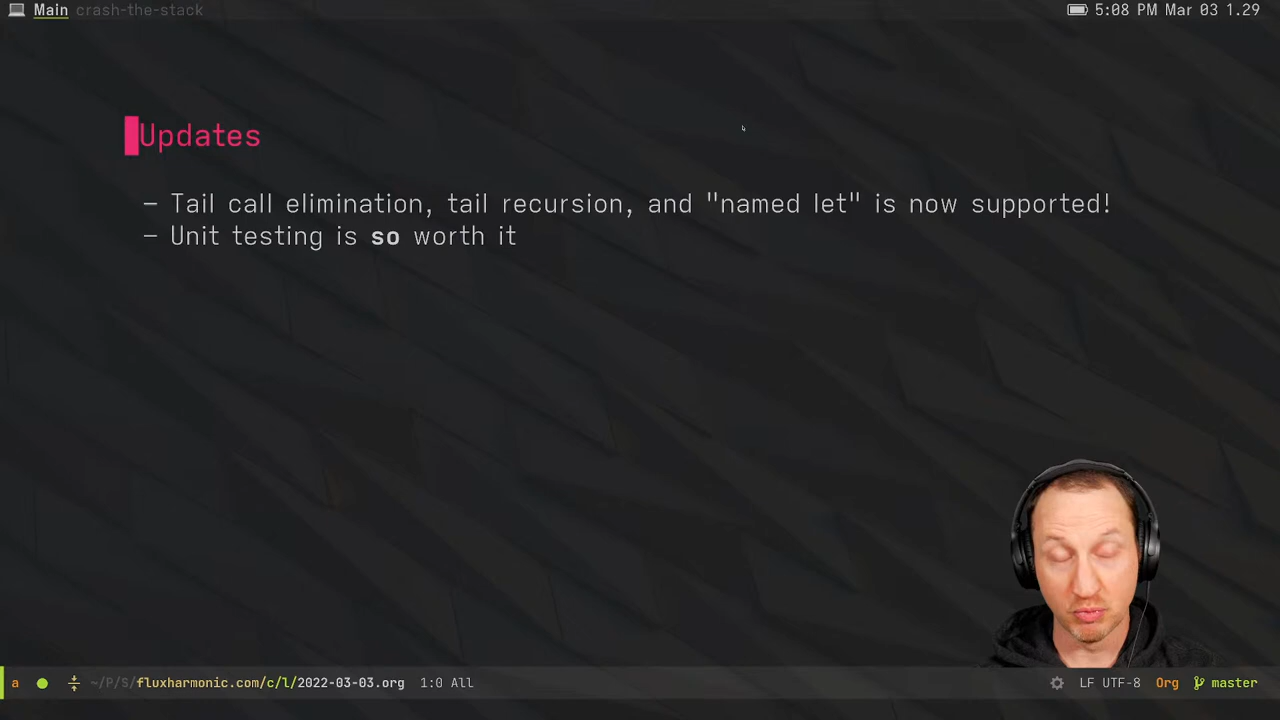 Main crash-the-stack 5:08 PM Mar 03 1.29
Updates
– Tail call elimination, tail recursion, and "named let" is now supported!
– Unit testing is so worth it
a ~/P/S/fluxharmonic.com/c/l/2022-03-03.org 1:0 All LF UTF-8 Org master